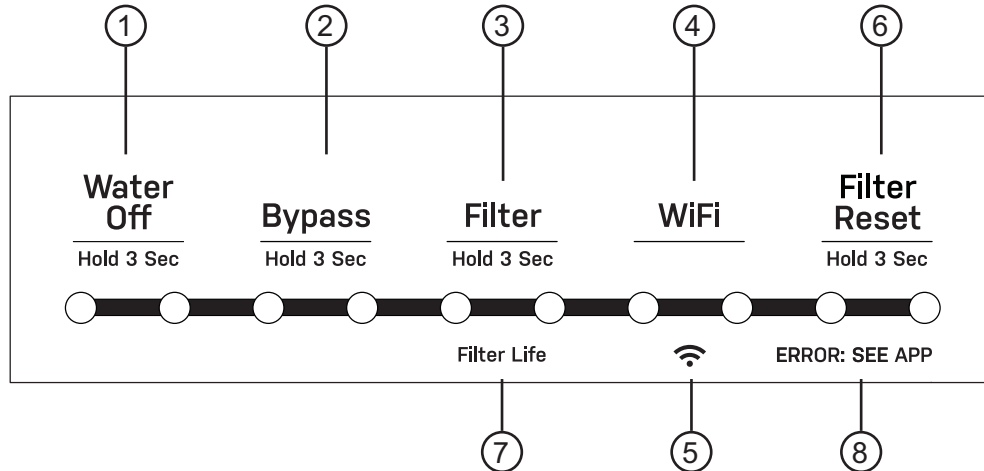 1 2 3 4 6
Water Off
Hold 3 Sec
Bypass
Hold 3 Sec
Filter
Hold 3 Sec
WiFi
Filter Reset
Hold 3 Sec
Filter Life
ERROR: SEE APP
7 5 8